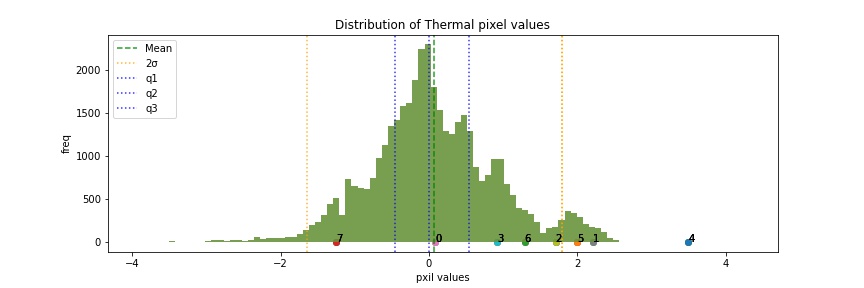 Distribution of Thermal pixel values
Mean
2σ
q1
q2
q3
freq
2000
1500
1000
500
0
7 0 3 6 2 5 1 4
−4 −2 0 2 4
pxil values